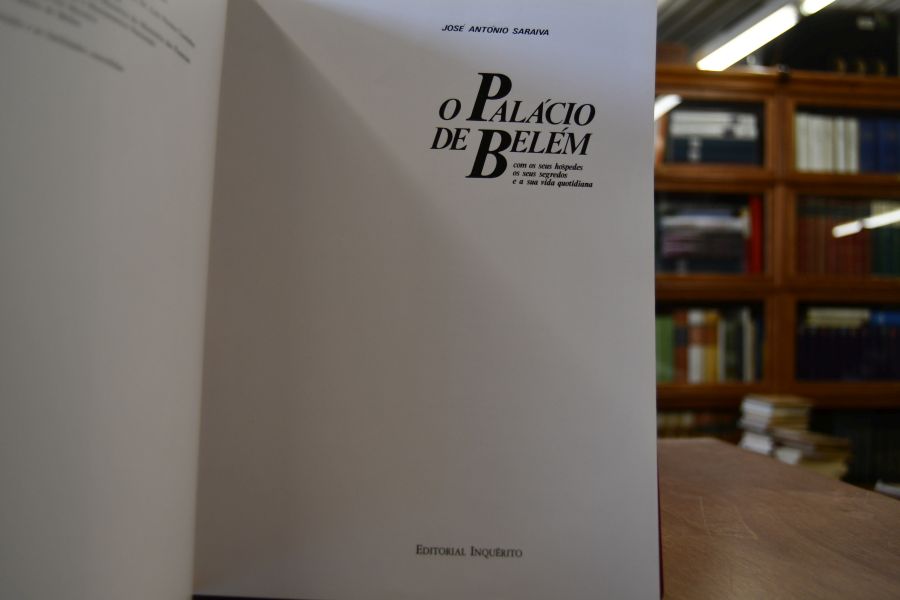 JOSÉ ANTÓNIO SARAIVA
O PALÁCIO
DE BELÉM
com os seus hóspedes
os seus segredos
e a sua vida quotidiana
EDITORIAL INQUÉRITO